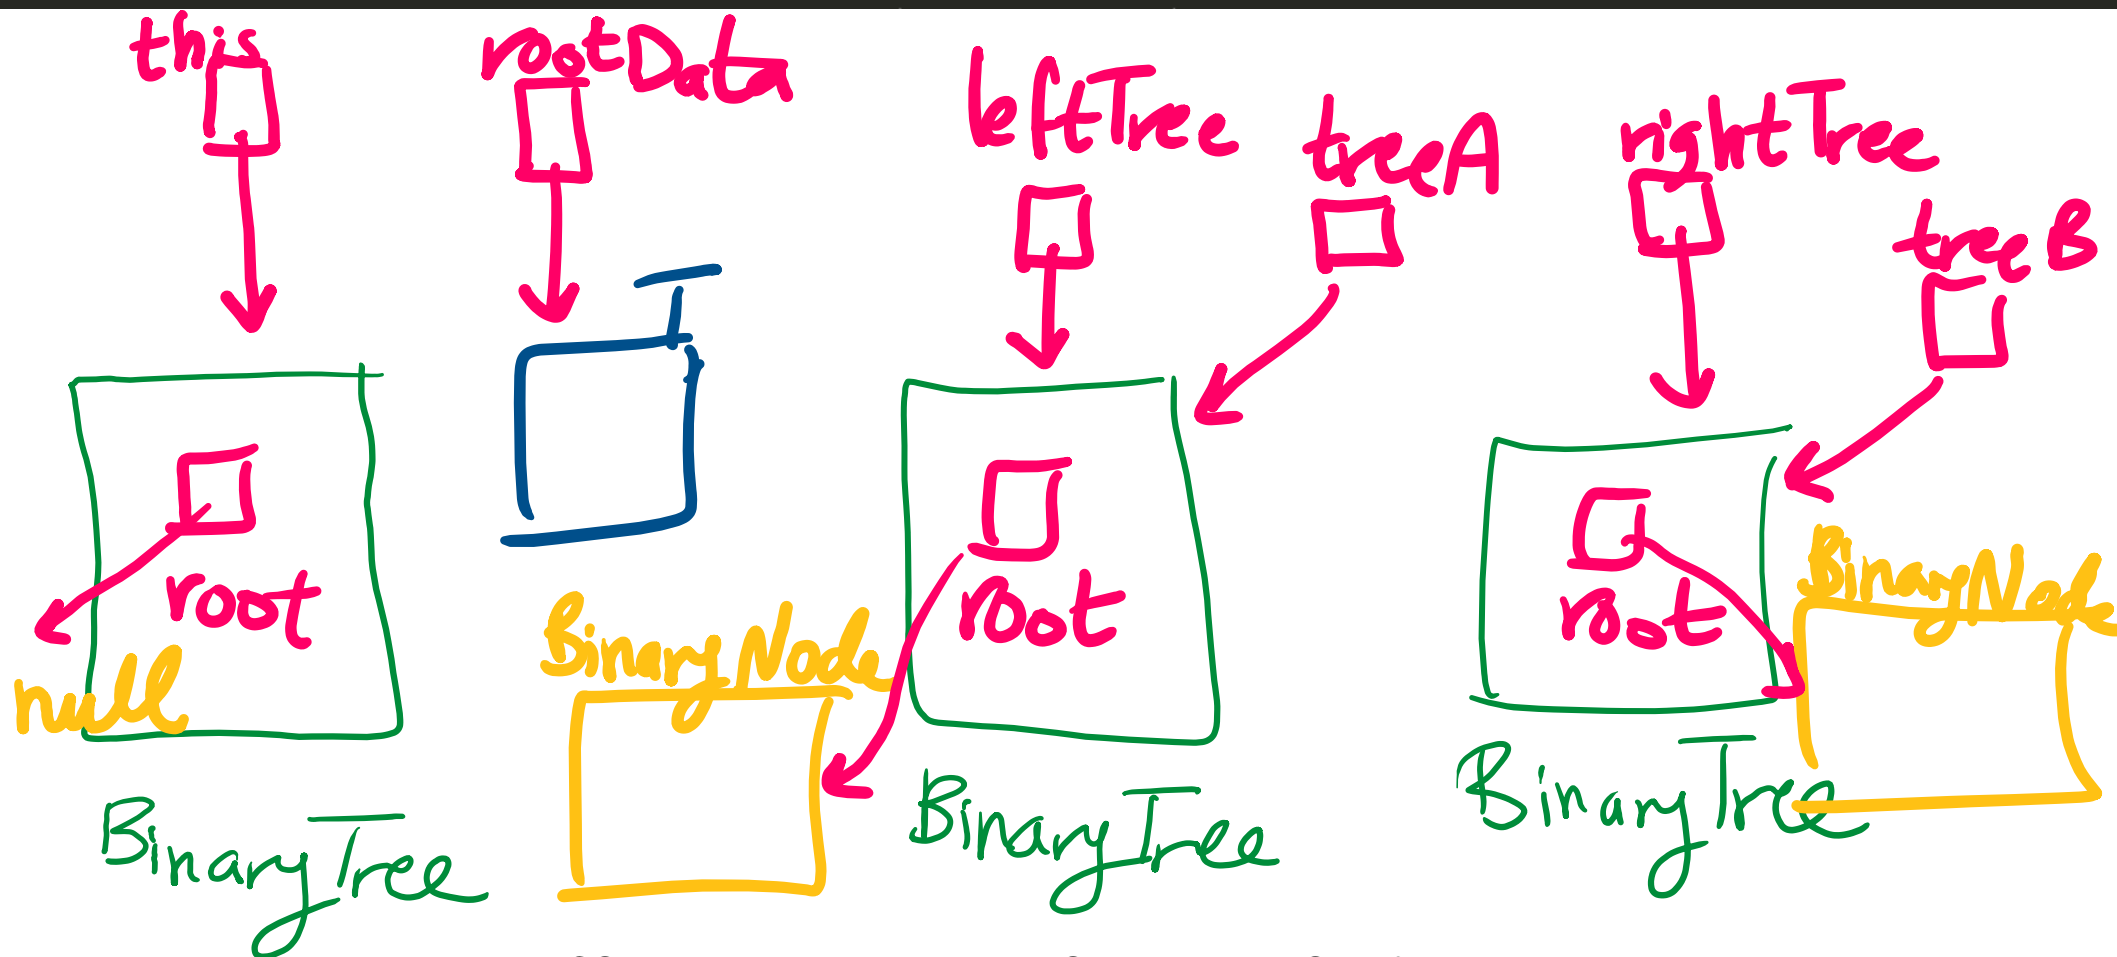 this
rootData
leftTree
treeA
rightTree
treeB
T
root
null
BinaryTree
BinaryNode
root
BinaryTree
root
BinaryNode
BinaryTree